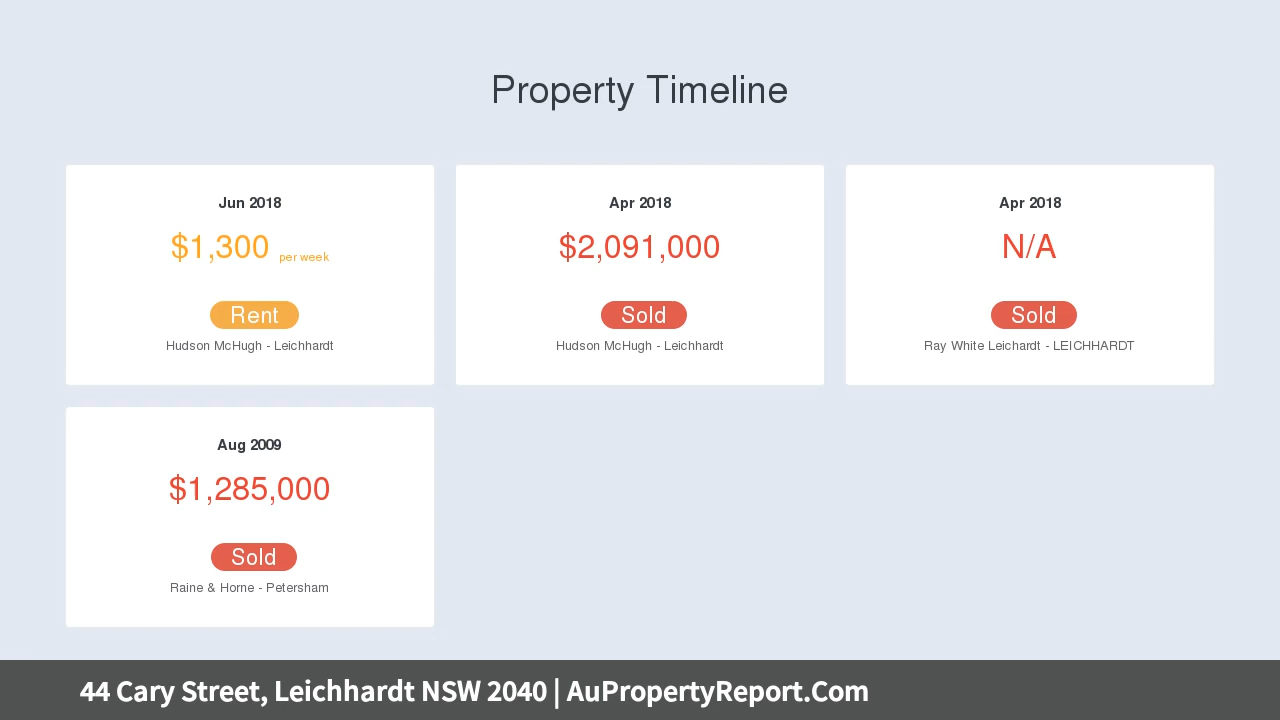 Property Timeline
Jun 2018
$1,300 per week
Rent
Hudson McHugh - Leichhardt
Apr 2018
$2,091,000
Sold
Hudson McHugh - Leichhardt
Apr 2018
N/A
Sold
Ray White Leichardt - LEICHHARDT
Aug 2009
$1,285,000
Sold
Raine & Horne - Petersham
44 Cary Street, Leichhardt NSW 2040 | AuPropertyReport.Com